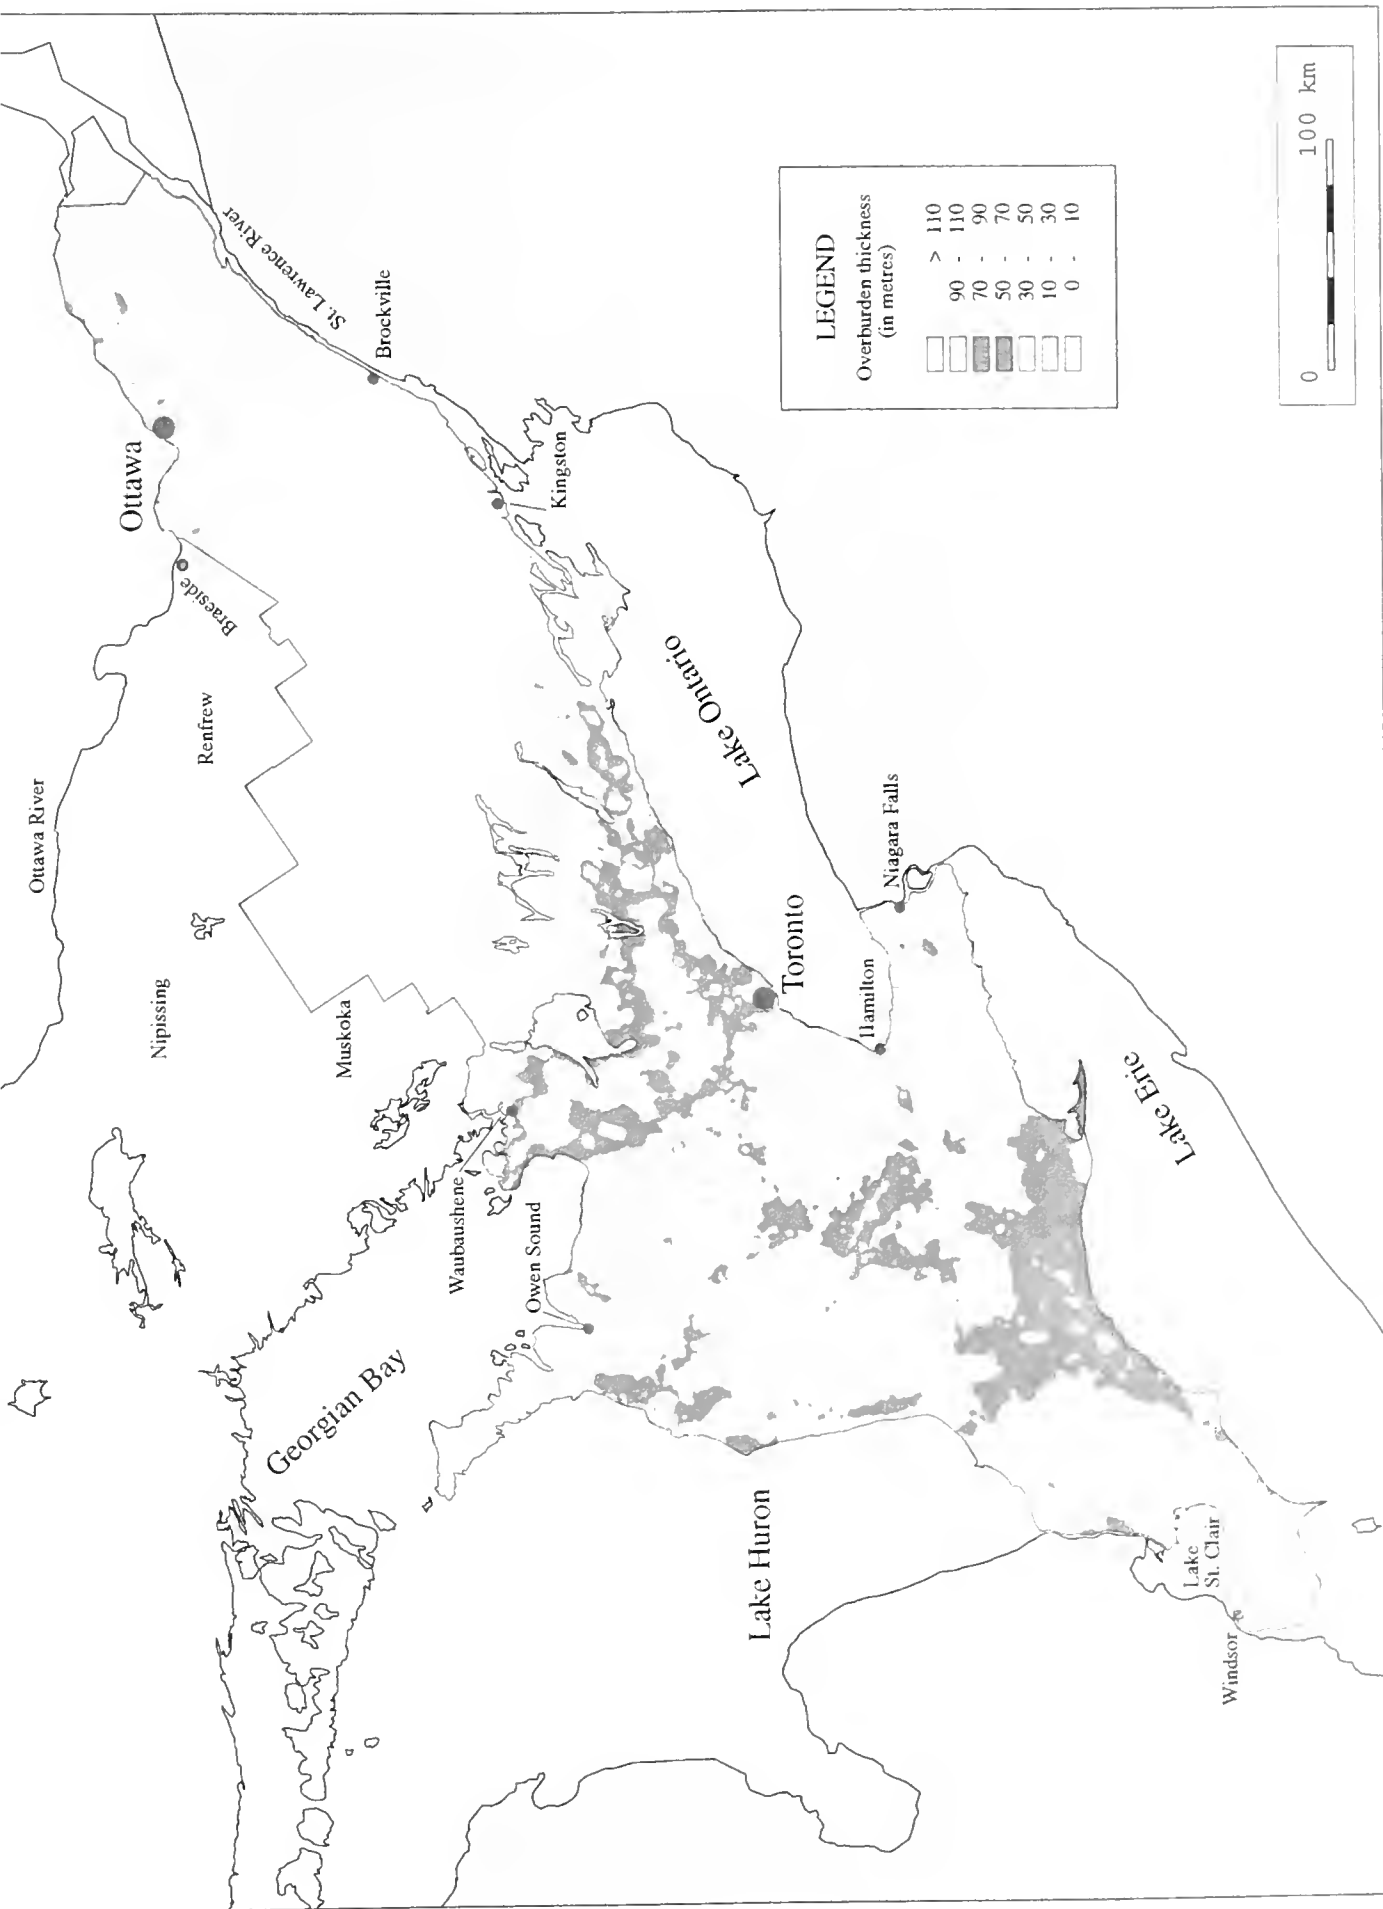 Ottawa River
Nipissing
Renfrew
Muskoka
Braeside
Ottawa
St. Lawrence River
Brockville
Kingston
Georgian Bay
Waubaushene
Owen Sound
Lake Huron
Lake Ontario
Toronto
Hamilton
Niagara Falls
Lake Erie
Lake
St. Clair
Windsor
LEGEND
Overburden thickness
(in metres)
> 110
90 - 110
70 - 90
50 - 70
30 - 50
10 - 30
0 - 10
0 100 km